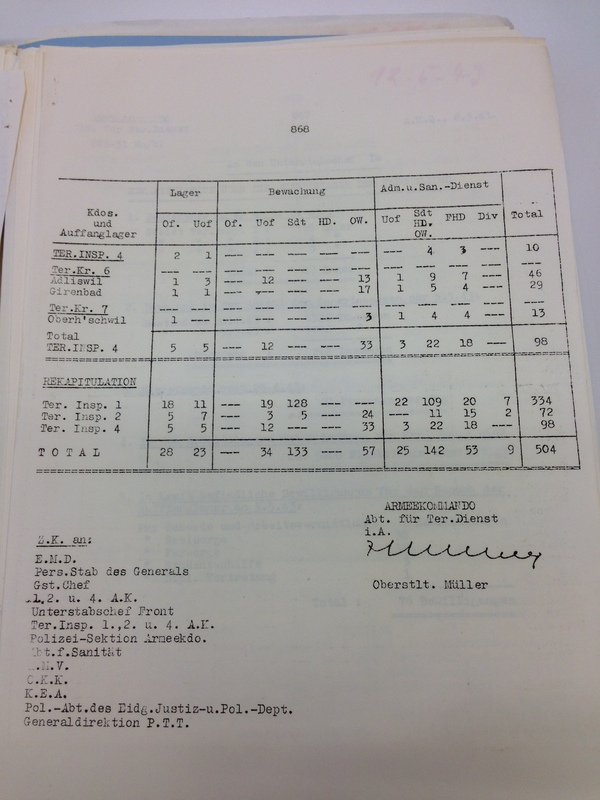 868
Kdos. und Auffanglager Lager Bewachung Adm.u.San.-Dienst Total
Of. Uof Of. Uof Sdt HD. OW. Uof Sdt HD. OW. FHD Div
TER.INSP. 4 2 1 --- --- --- --- --- --- 4 3 --- 10
Ter.Kr. 6 --- --- --- --- --- --- --- --- --- --- --- ---
Adliswil 1 3 --- 12 --- --- 13 1 9 7 --- 46
Girenbad 1 1 --- --- --- --- 17 1 5 4 --- 29
Ter.Kr. 7 --- --- --- --- --- --- --- --- --- --- --- ---
Oberh'schwil 1 --- --- --- --- --- 3 1 4 4 --- 13
Total
TER.INSP. 4 5 5 --- 12 --- --- 33 3 22 18 --- 98
REKAPITULATION
Ter. Insp. 1 18 11 --- 19 128 --- --- 22 109 20 7 334
Ter. Insp. 2 5 7 --- 3 5 --- 24 --- 11 15 2 72
Ter. Insp. 4 5 5 --- 12 --- --- 33 3 22 18 --- 98
T O T A L 28 23 --- 34 133 --- 57 25 142 53 9 504
ARMEEKOMMANDO
Abt. für Ter.Dienst
i.A.
Oberstlt. Müller
Z.K. an:
E.M.D.
Pers.Stab des Generals
Gst.Chef
1,2. u. 4. A.K.
Unterstabschef Front
Ter.Insp. 1.,2 u. 4. A.K.
Polizei-Sektion Armeekdo.
Abt.f.Sanität
.M.V.
O.K.K.
K.E.A.
Pol.-Abt.des Eidg.Justiz-u.Pol.-Dept.
Generaldirektion P.T.T.